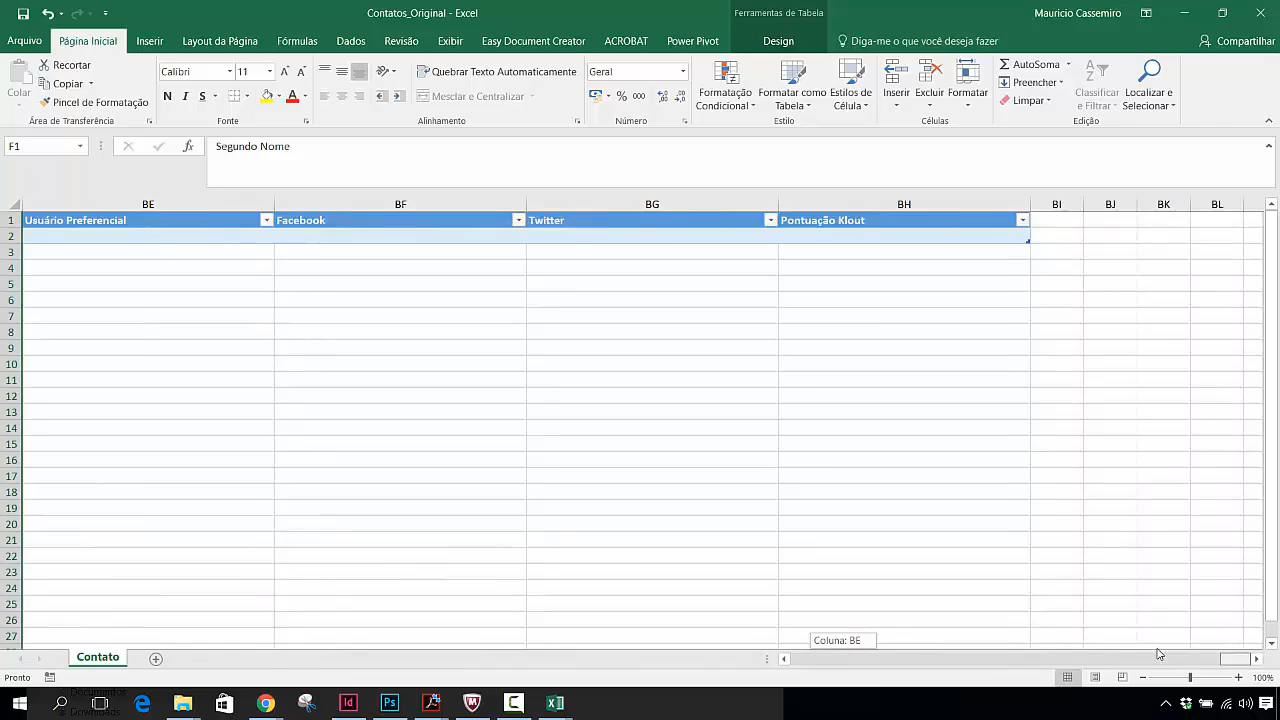 Contatos_Original - Excel
Ferramentas de Tabela
Mauricio Cassemiro
Arquivo Página Inicial Inserir Layout da Página Fórmulas Dados Revisão Exibir Easy Document Creator ACROBAT Power Pivot Design Diga-me o que você deseja fazer Compartilhar
Colar
Recortar
Copiar
Pincel de Formatação
Área de Transferência
Calibri 11
N I S
Fonte
Quebrar Texto Automaticamente
Mesclar e Centralizar
Alinhamento
Geral
% 000
Número
Formatação Condicional
Formatar como Tabela
Estilos de Célula
Estilo
Inserir Excluir Formatar
Células
AutoSoma
Preencher
Limpar
Classificar e Filtrar
Localizar e Selecionar
Edição
F1 fx Segundo Nome
BE BF BG BH BI BJ BK BL
1 Usuário Preferencial Facebook Twitter Pontuação Klout
2
3
4
5
6
7
8
9
10
11
12
13
14
15
16
17
18
19
20
21
22
23
24
25
26
27
Coluna: BE
Contato
Pronto 100%
Documentos
Downloads